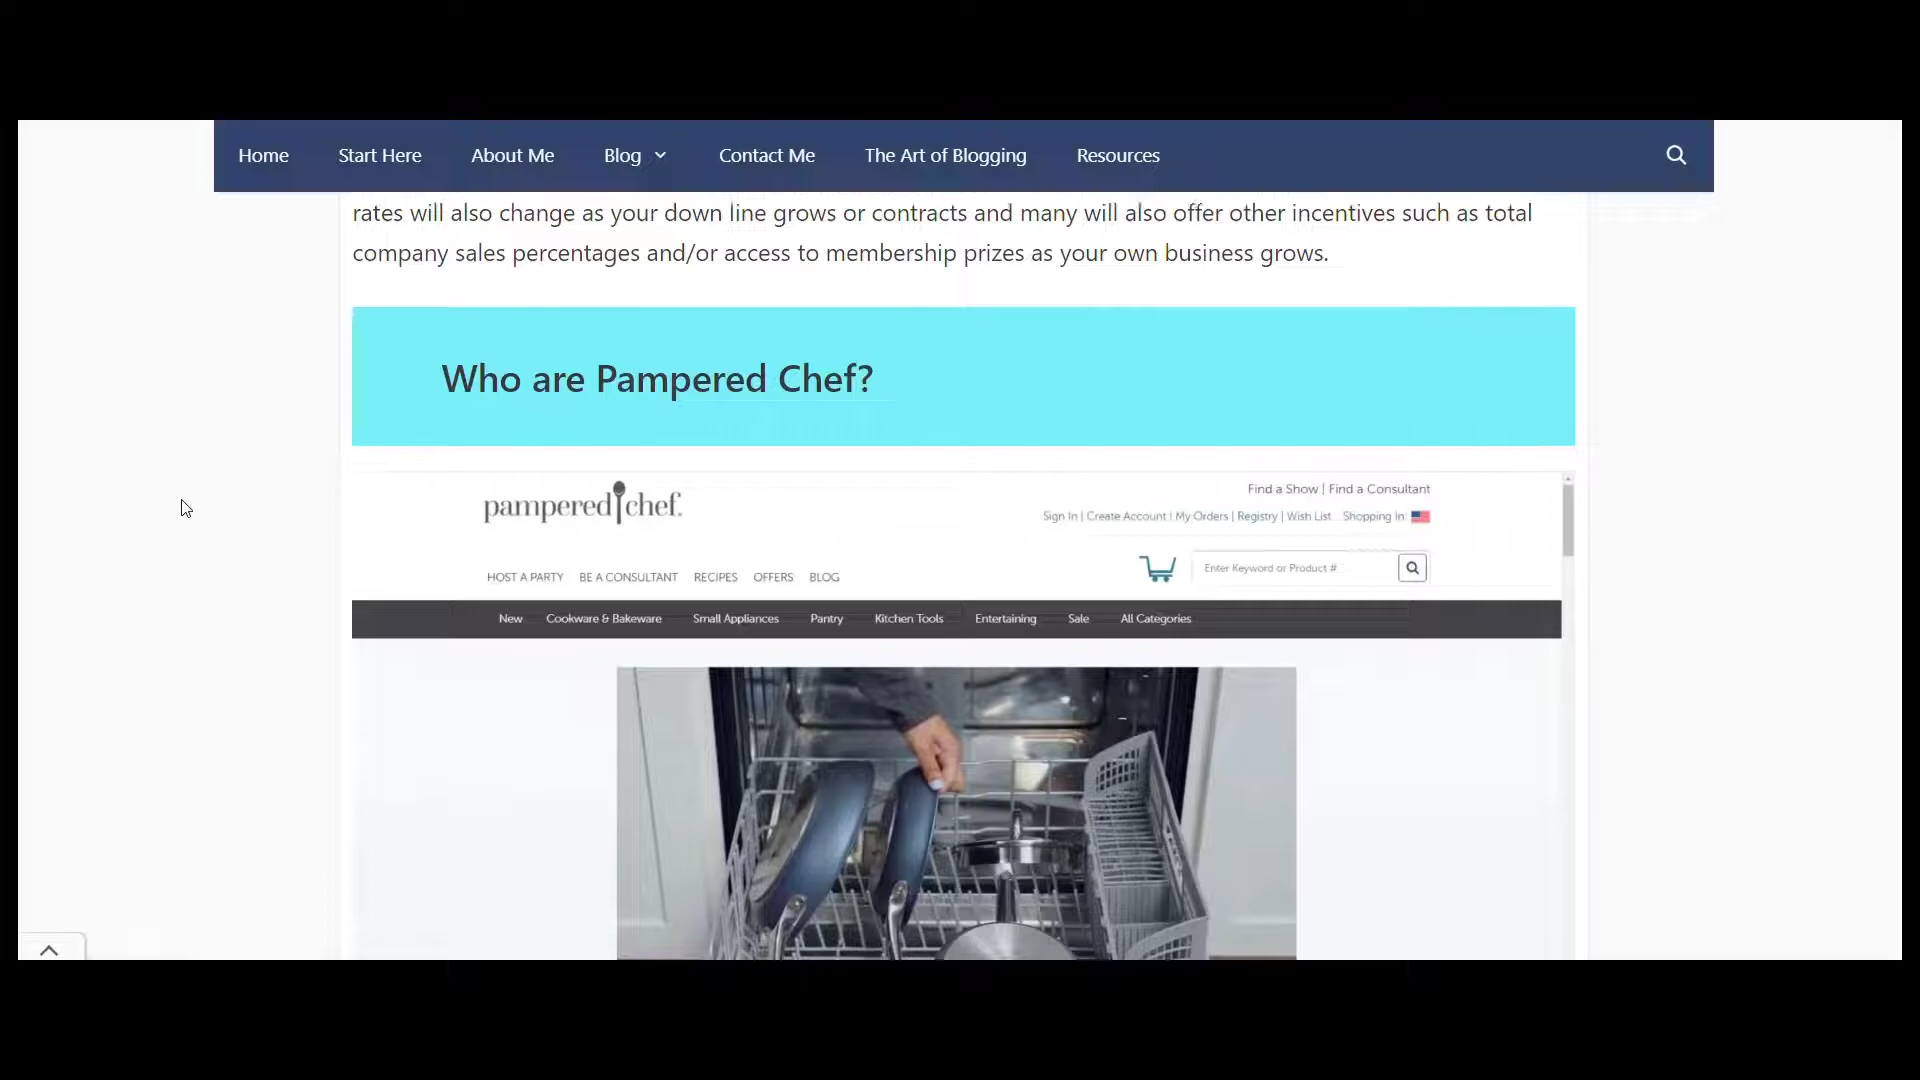 Home Start Here About Me Blog Contact Me The Art of Blogging Resources
rates will also change as your down line grows or contracts and many will also offer other incentives such as total
company sales percentages and/or access to membership prizes as your own business grows.
Who are Pampered Chef?
pampered chef.
Find a Show | Find a Consultant
Sign In | Create Account | My Orders | Registry | Wish List Shopping In:
HOST A PARTY BE A CONSULTANT RECIPES OFFERS BLOG
Enter Keyword or Product #
New Cookware & Bakeware Small Appliances Pantry Kitchen Tools Entertaining Sale All Categories